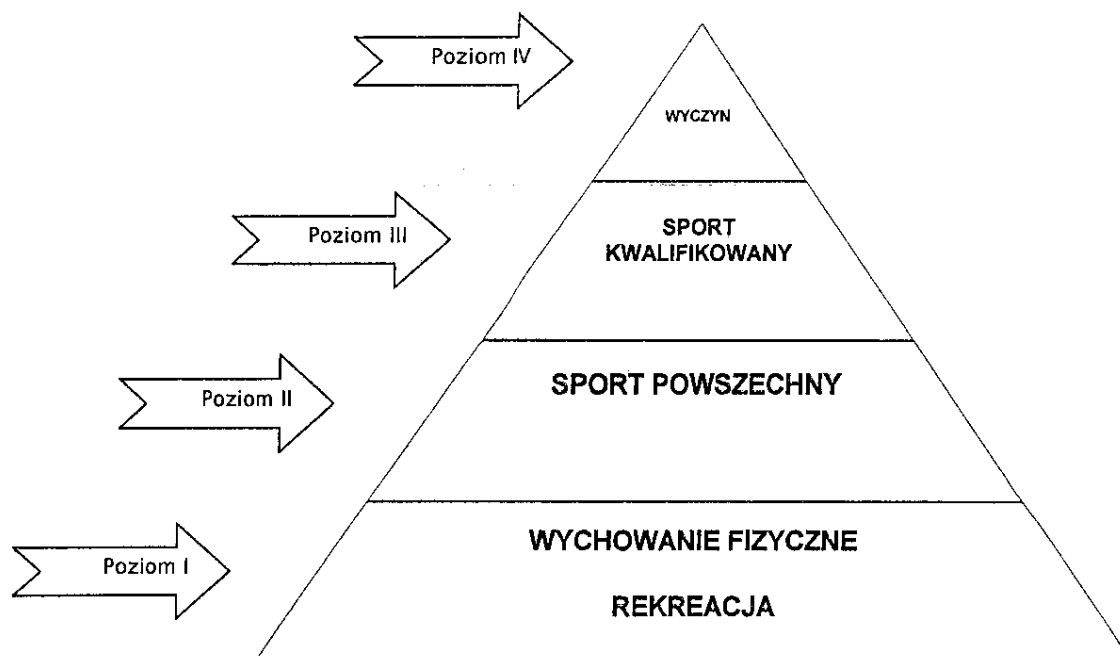 Poziom IV
WYCZYN
Poziom III
SPORT
KWALIFIKOWANY
Poziom II
SPORT POWSZECHNY
Poziom I
WYCHOWANIE FIZYCZNE
REKREACJA